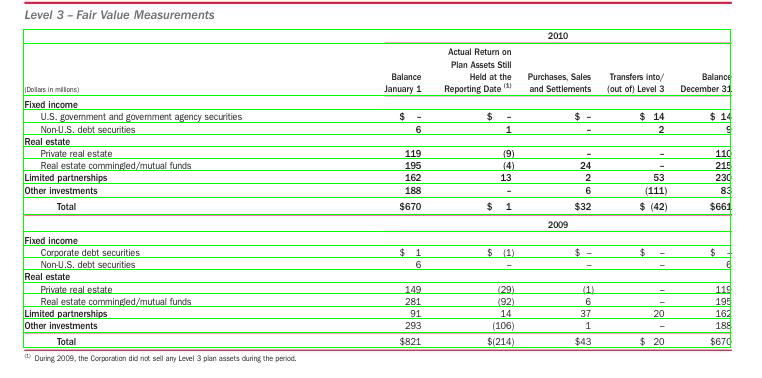 Level 3 – Fair Value Measurements
2010
Actual Return on
Plan Assets Still
Balance Held at the Purchases, Sales Transfers into/ Balance
(Dollars in millions) January 1 Reporting Date (1) and Settlements (out of) Level 3 December 31
Fixed income
U.S. government and government agency securities $ – $ – $ – $ 14 $ 14
Non-U.S. debt securities 6 1 – 2 9
Real estate
Private real estate 119 (9) – – 110
Real estate commingled/mutual funds 195 (4) 24 – 215
Limited partnerships 162 13 2 53 230
Other investments 188 – 6 (111) 83
Total $670 $ 1 $32 $ (42) $661
2009
Fixed income
Corporate debt securities $ 1 $ (1) $ – $ – $ –
Non-U.S. debt securities 6 – – – 6
Real estate
Private real estate 149 (29) (1) – 119
Real estate commingled/mutual funds 281 (92) 6 – 195
Limited partnerships 91 14 37 20 162
Other investments 293 (106) 1 – 188
Total $821 $(214) $43 $ 20 $670
(1) During 2009, the Corporation did not sell any Level 3 plan assets during the period.